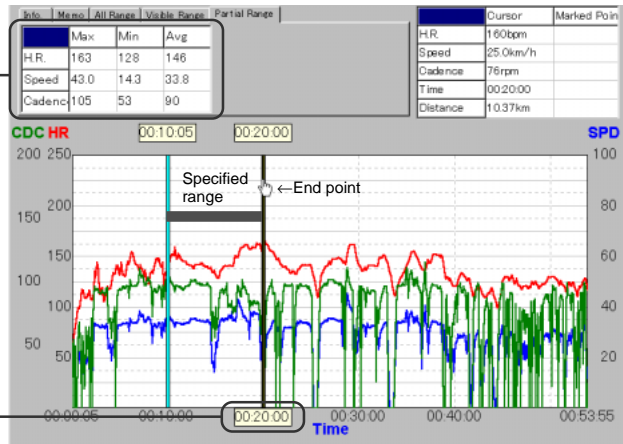 Info. Memo All Range Visible Range Partial Range
Max Min Avg
H.R. 163 128 146
Speed 43.0 14.3 33.8
Cadenc 105 53 90
Cursor Marked Poin
H.R. 160bpm
Speed 25.0km/h
Cadence 76rpm
Time 00:20:00
Distance 10.37km
CDC HR 00:10:05 00:20:00 SPD
200 250 100
Specified
range
←End point
200 80
150
150 60
100
100 40
50 50 20
00:00:05 00:10:00 00:20:00 00:30:00 00:40:00 00:53:55
Time